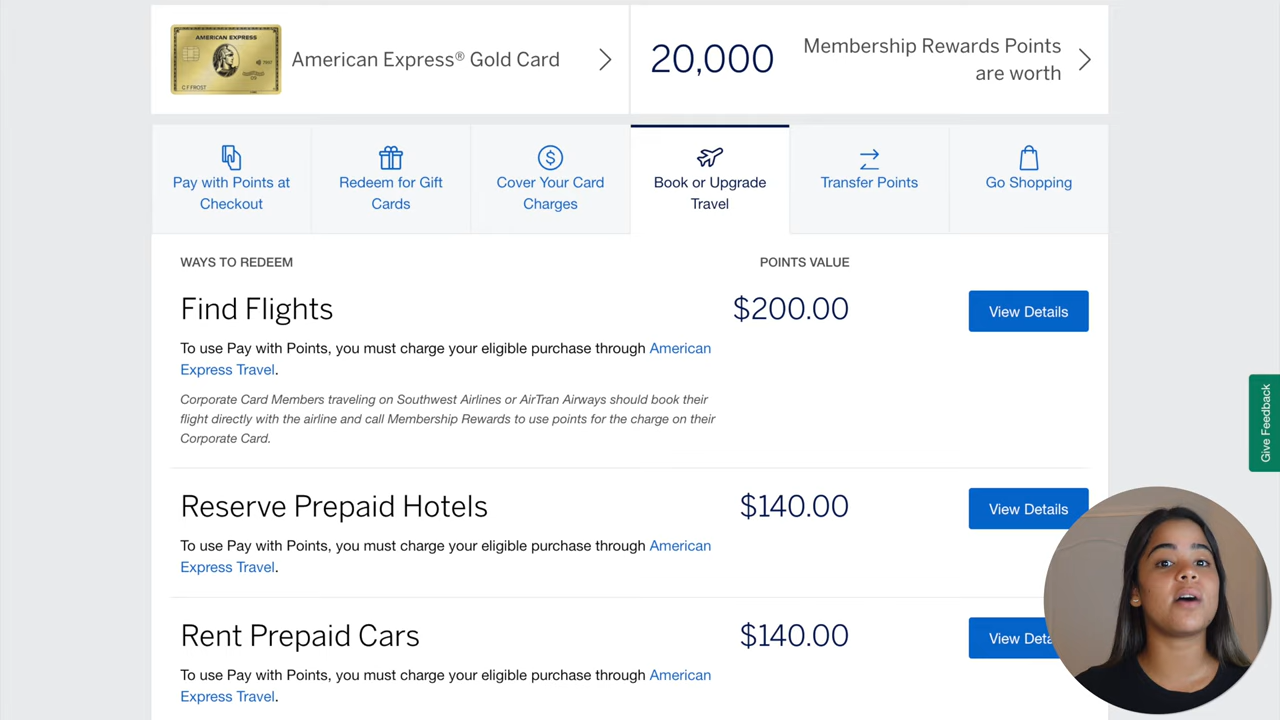 AMERICAN EXPRESS
C F FROST
American Express® Gold Card
20,000
Membership Rewards Points
are worth
Pay with Points at
Checkout
Redeem for Gift
Cards
Cover Your Card
Charges
Book or Upgrade
Travel
Transfer Points
Go Shopping
WAYS TO REDEEM
POINTS VALUE
Find Flights
$200.00
View Details
To use Pay with Points, you must charge your eligible purchase through American
Express Travel.
Corporate Card Members traveling on Southwest Airlines or AirTran Airways should book their
flight directly with the airline and call Membership Rewards to use points for the charge on their
Corporate Card.
Give Feedback
Reserve Prepaid Hotels
$140.00
View Details
To use Pay with Points, you must charge your eligible purchase through American
Express Travel.
Rent Prepaid Cars
$140.00
View
To use Pay with Points, you must charge your eligible purchase through American
Express Travel.